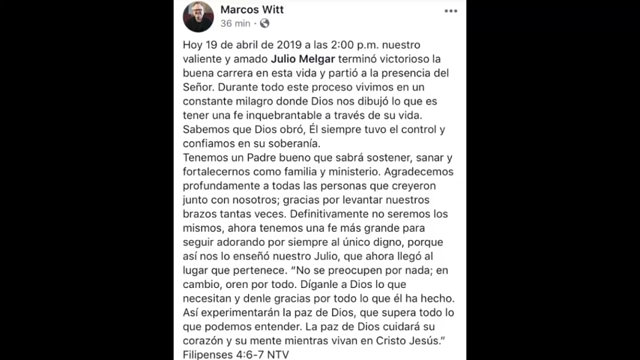 Marcos Witt
36 min ·
Hoy 19 de abril de 2019 a las 2:00 p.m. nuestro
valiente y amado Julio Melgar terminó victorioso la
buena carrera en esta vida y partió a la presencia del
Señor. Durante todo este proceso vivimos en un
constante milagro donde Dios nos dibujó lo que es
tener una fe inquebrantable a través de su vida.
Sabemos que Dios obró, Él siempre tuvo el control y
confiamos en su soberanía.
Tenemos un Padre bueno que sabrá sostener, sanar y
fortalecernos como familia y ministerio. Agradecemos
profundamente a todas las personas que creyeron
junto con nosotros; gracias por levantar nuestros
brazos tantas veces. Definitivamente no seremos los
mismos, ahora tenemos una fe más grande para
seguir adorando por siempre al único digno, porque
así nos lo enseñó nuestro Julio, que ahora llegó al
lugar que pertenece. “No se preocupen por nada; en
cambio, oren por todo. Díganle a Dios lo que
necesitan y denle gracias por todo lo que él ha hecho.
Así experimentarán la paz de Dios, que supera todo lo
que podemos entender. La paz de Dios cuidará su
corazón y su mente mientras vivan en Cristo Jesús.”
Filipenses 4:6-7 NTV